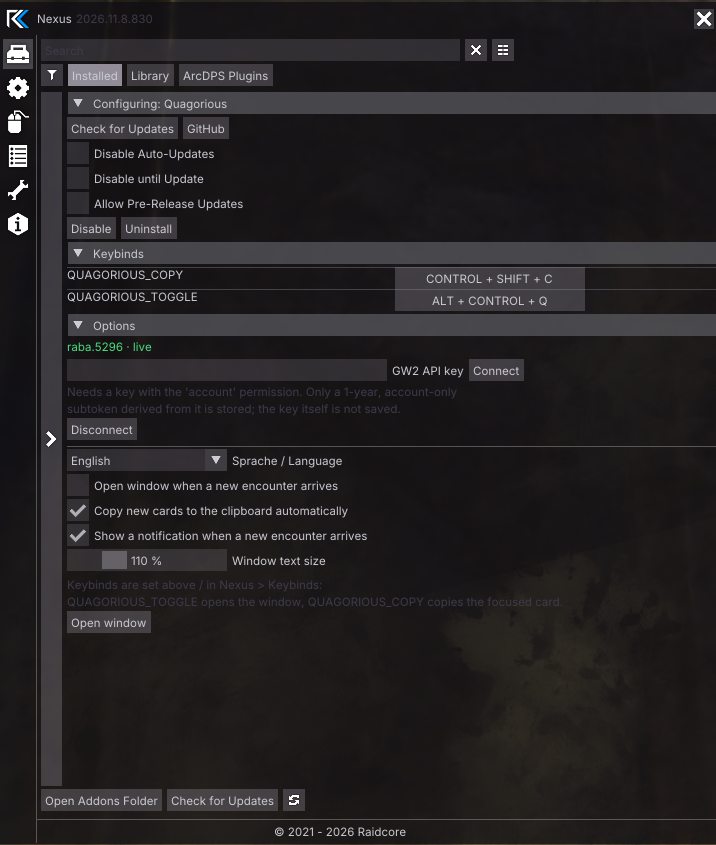 Nexus 2026.11.8.830
Search
Installed Library ArcDPS Plugins
Configuring: Quagorious
Check for Updates GitHub
Disable Auto-Updates
Disable until Update
Allow Pre-Release Updates
Disable Uninstall
Keybinds
QUAGORIOUS_COPY CONTROL + SHIFT + C
QUAGORIOUS_TOGGLE ALT + CONTROL + Q
Options
raba.5296 · live
GW2 API key Connect
Needs a key with the 'account' permission. Only a 1-year, account-only
subtoken derived from it is stored; the key itself is not saved.
Disconnect
English Sprache / Language
Open window when a new encounter arrives
Copy new cards to the clipboard automatically
Show a notification when a new encounter arrives
110 % Window text size
Keybinds are set above / in Nexus > Keybinds:
QUAGORIOUS_TOGGLE opens the window, QUAGORIOUS_COPY copies the focused card.
Open window
Open Addons Folder Check for Updates
© 2021 - 2026 Raidcore